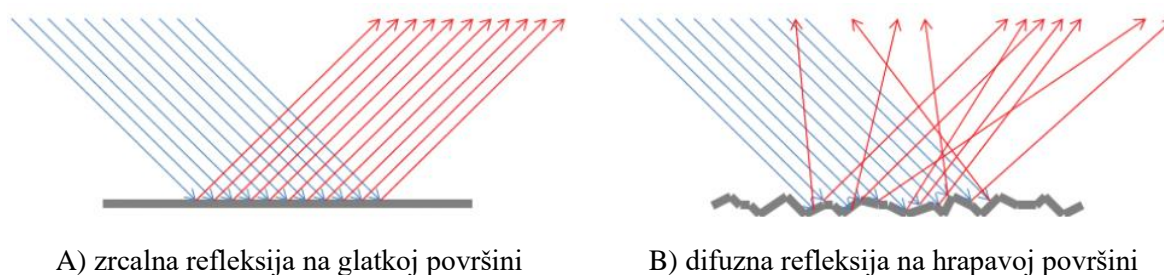 A) zrcalna refleksija na glatkoj površini
B) difuzna refleksija na hrapavoj površini